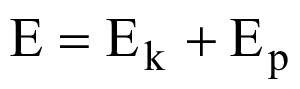 E = E_k + E_p